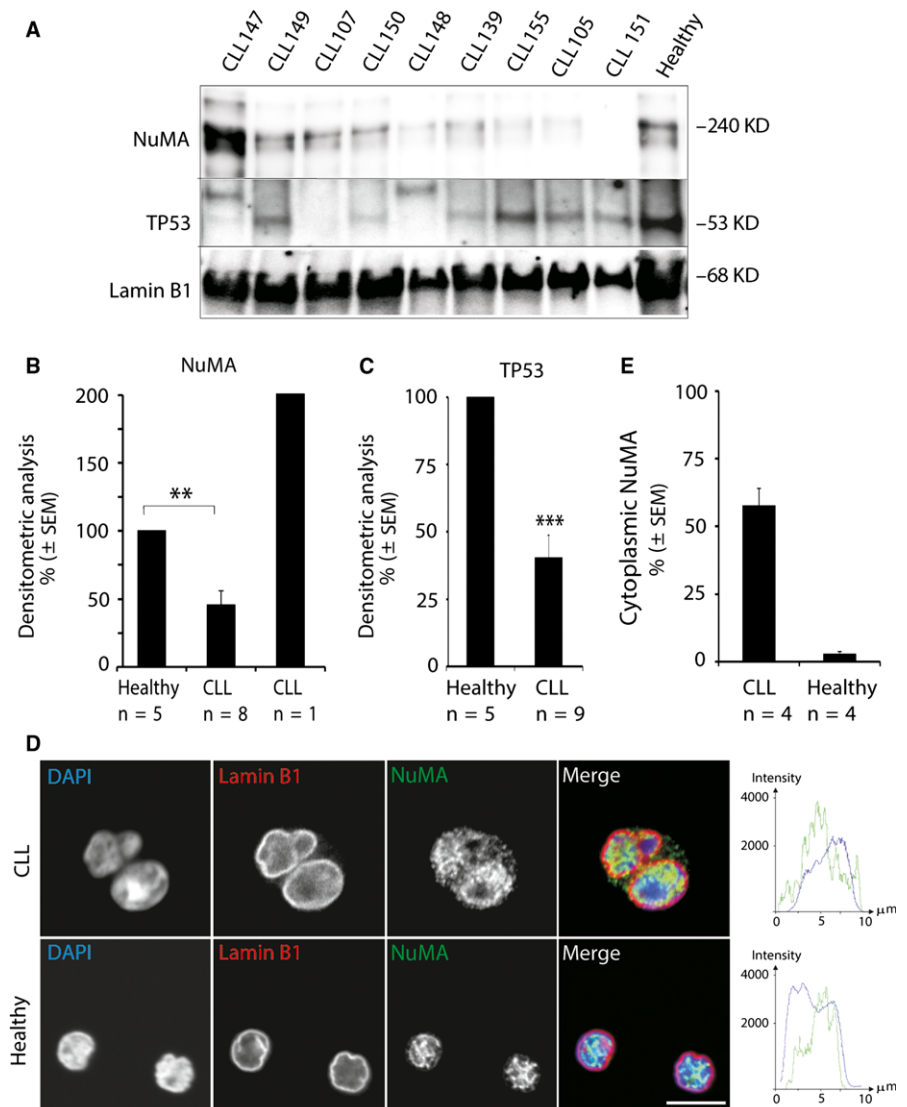 A
CLL147 CLL149 CLL107 CLL150 CLL148 CLL139 CLL155 CLL105 CLL 151 Healthy
NuMA –240 KD
TP53 –53 KD
Lamin B1 –68 KD
B
NuMA
Densitometric analysis
% (± SEM)
200
150
100
50
0
**
Healthy CLL CLL
n = 5 n = 8 n = 1
C
TP53
Densitometric analysis
% (± SEM)
100
75
50
25
0
***
Healthy CLL
n = 5 n = 9
E
Cytoplasmic NuMA
% (± SEM)
100
75
50
25
0
CLL Healthy
n = 4 n = 4
D
CLL
DAPI Lamin B1 NuMA Merge
Intensity
4000
2000
0 5 10 μm
Healthy
DAPI Lamin B1 NuMA Merge
Intensity
4000
2000
0 5 10 μm